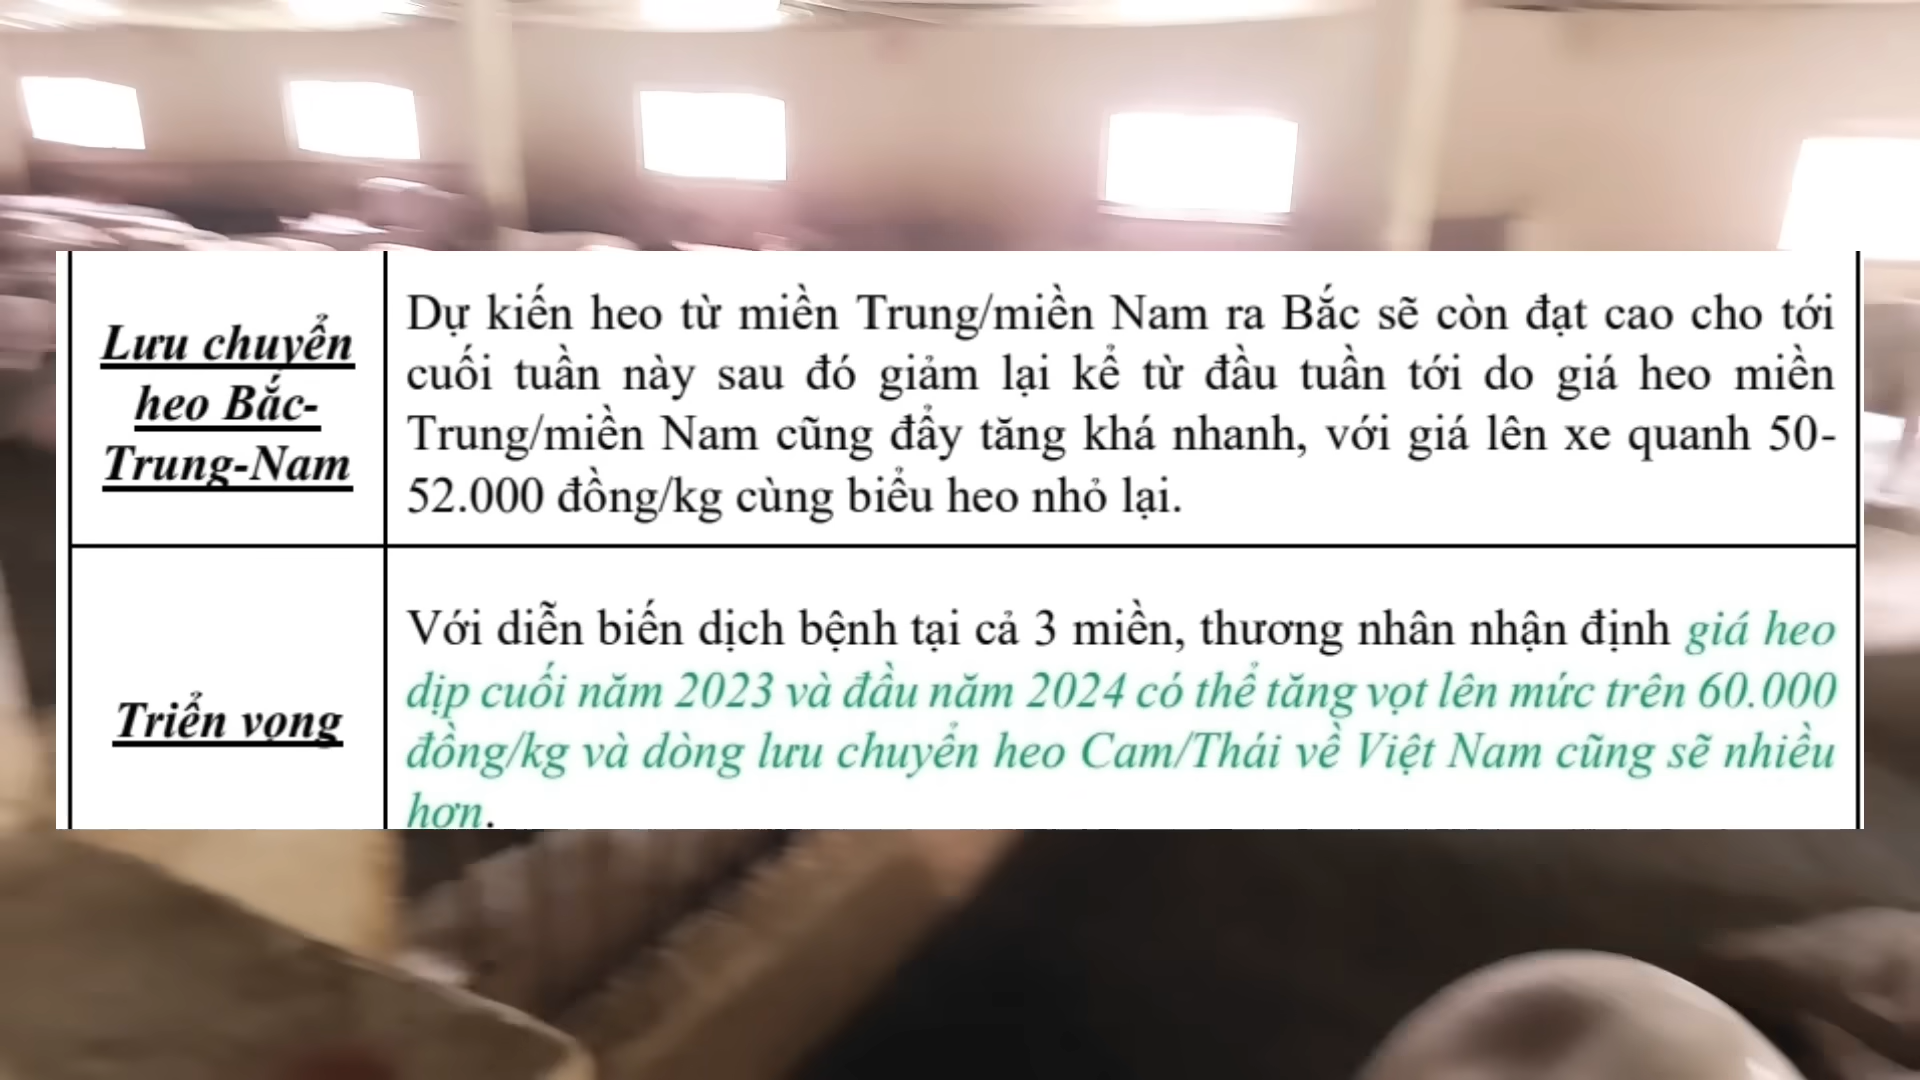 Lưu chuyển
heo Bắc-
Trung-Nam
Dự kiến heo từ miền Trung/miền Nam ra Bắc sẽ còn đạt cao cho tới
cuối tuần này sau đó giảm lại kể từ đầu tuần tới do giá heo miền
Trung/miền Nam cũng đẩy tăng khá nhanh, với giá lên xe quanh 50-
52.000 đồng/kg cùng biểu heo nhỏ lại.
Triển vọng
Với diễn biến dịch bệnh tại cả 3 miền, thương nhân nhận định giá heo
dịp cuối năm 2023 và đầu năm 2024 có thể tăng vọt lên mức trên 60.000
đồng/kg và dòng lưu chuyển heo Cam/Thái về Việt Nam cũng sẽ nhiều
hơn.